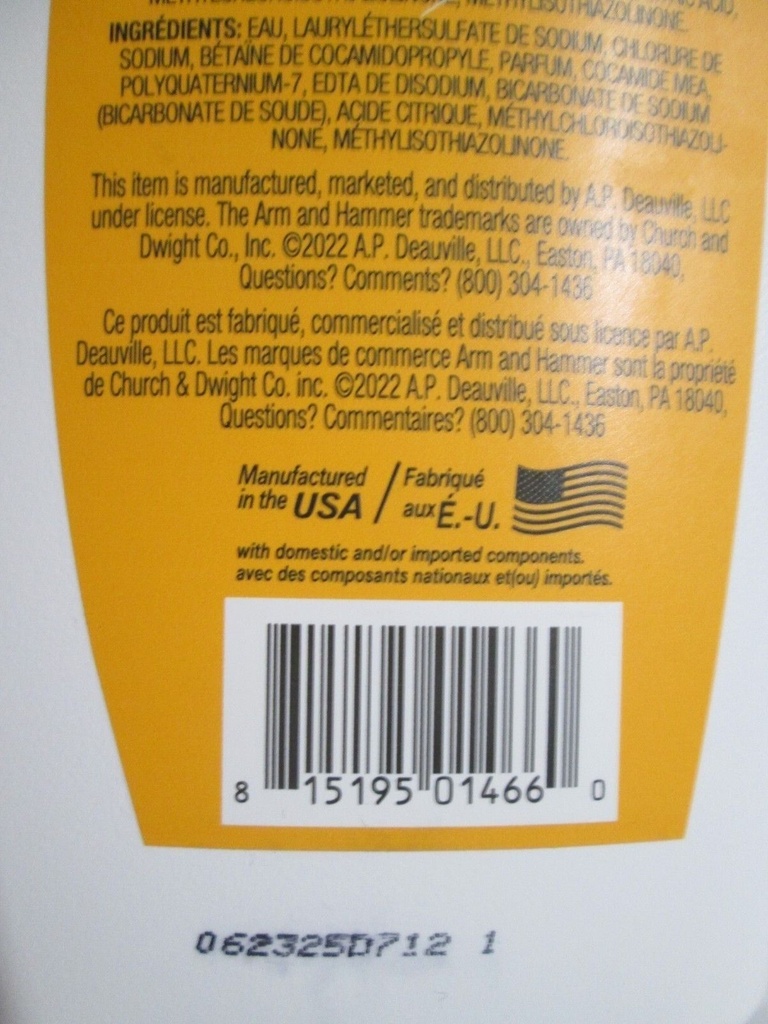 METHYLISOTHIAZOLINONE.
INGRÉDIENTS: EAU, LAURYLÉTHERSULFATE DE SODIUM, CHLORURE DE
SODIUM, BÉTAÏNE DE COCAMIDOPROPYLE, PARFUM, COCAMIDE MEA,
POLYQUATERNIUM-7, EDTA DE DISODIUM, BICARBONATE DE SODIUM
(BICARBONATE DE SOUDE), ACIDE CITRIQUE, MÉTHYLCHLOROISOTHIAZOLI-
NONE, MÉTHYLISOTHIAZOLINONE.
This item is manufactured, marketed, and distributed by A.P. Deauville, LLC
under license. The Arm and Hammer trademarks are owned by Church and
Dwight Co., Inc. ©2022 A.P. Deauville, LLC., Easton, PA 18040,
Questions? Comments? (800) 304-1436
Ce produit est fabriqué, commercialisé et distribué sous licence par A.P.
Deauville, LLC. Les marques de commerce Arm and Hammer sont la propriété
de Church & Dwight Co. inc. ©2022 A.P. Deauville, LLC., Easton, PA 18040,
Questions? Commentaires? (800) 304-1436
Manufactured in the USA / Fabriqué aux É.-U.
with domestic and/or imported components.
avec des composants nationaux et(ou) importés.
8 15195 01466 0
062325D712 1